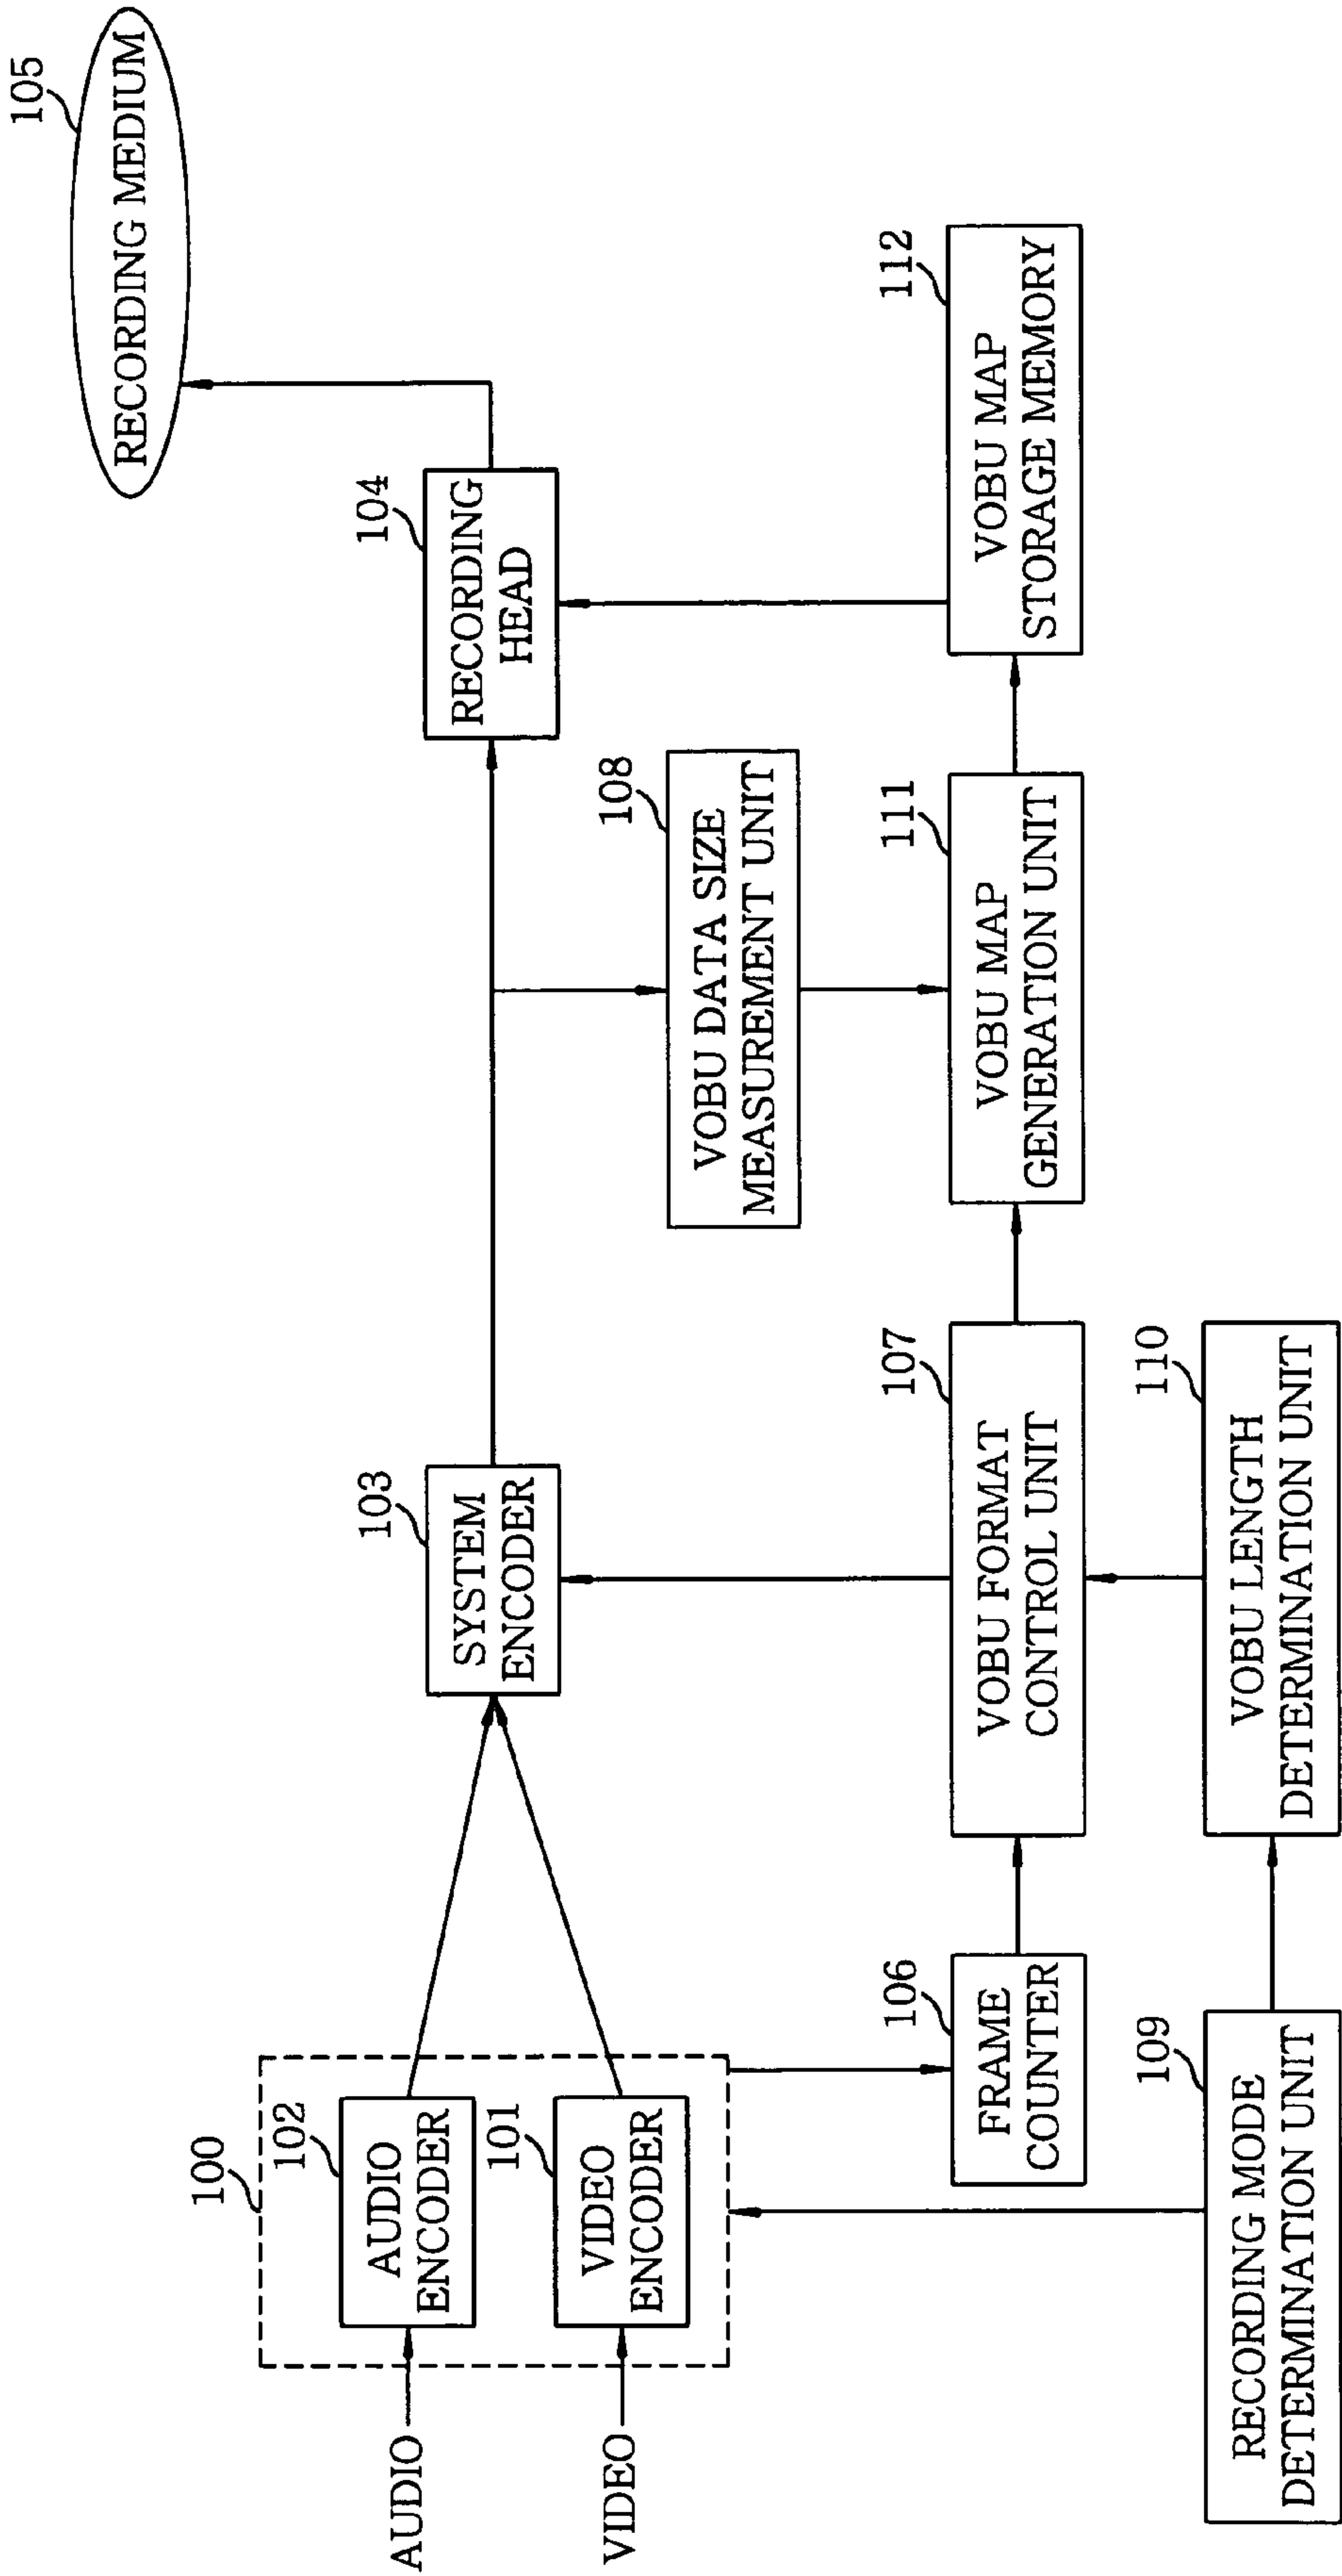 105
RECORDING MEDIUM
104
RECORDING
HEAD
112
VOBU MAP
STORAGE MEMORY
108
VOBU DATA SIZE
MEASUREMENT UNIT
111
VOBU MAP
GENERATION UNIT
103
SYSTEM
ENCODER
107
VOBU FORMAT
CONTROL UNIT
110
VOBU LENGTH
DETERMINATION UNIT
100
102
AUDIO
ENCODER
101
VIDEO
ENCODER
106
FRAME
COUNTER
109
RECORDING MODE
DETERMINATION UNIT
AUDIO
VIDEO